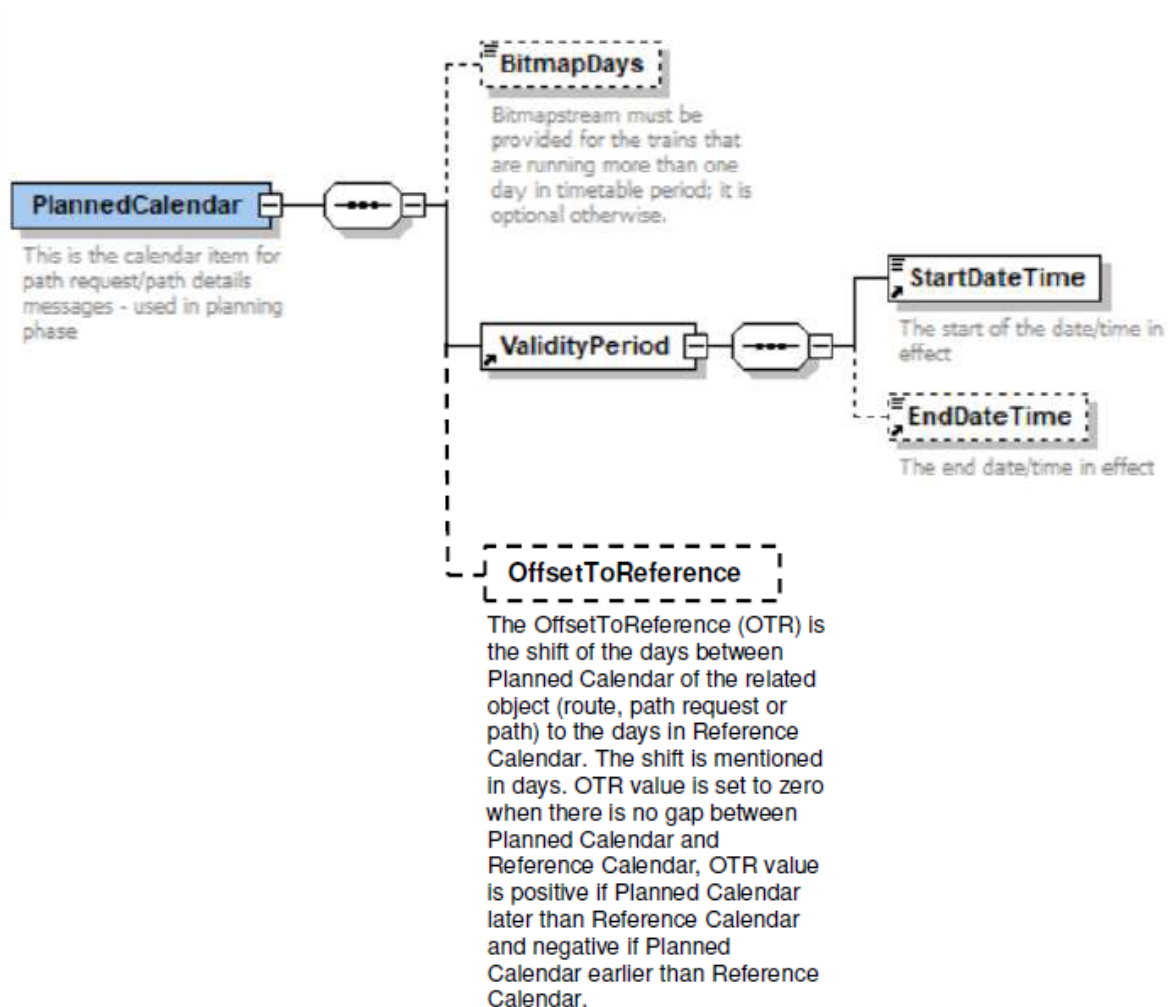 BitmapDays
Bitmapstream must be
provided for the trains that
are running more than one
day in timetable period; it is
optional otherwise.
PlannedCalendar
This is the calendar item for
path request/path details
messages - used in planning
phase
StartDateTime
The start of the date/time in
effect
ValidityPeriod
EndDateTime
The end date/time in effect
OffsetToReference
The OffsetToReference (OTR) is
the shift of the days between
Planned Calendar of the related
object (route, path request or
path) to the days in Reference
Calendar. The shift is mentioned
in days. OTR value is set to zero
when there is no gap between
Planned Calendar and
Reference Calendar, OTR value
is positive if Planned Calendar
later than Reference Calendar
and negative if Planned
Calendar earlier than Reference
Calendar.